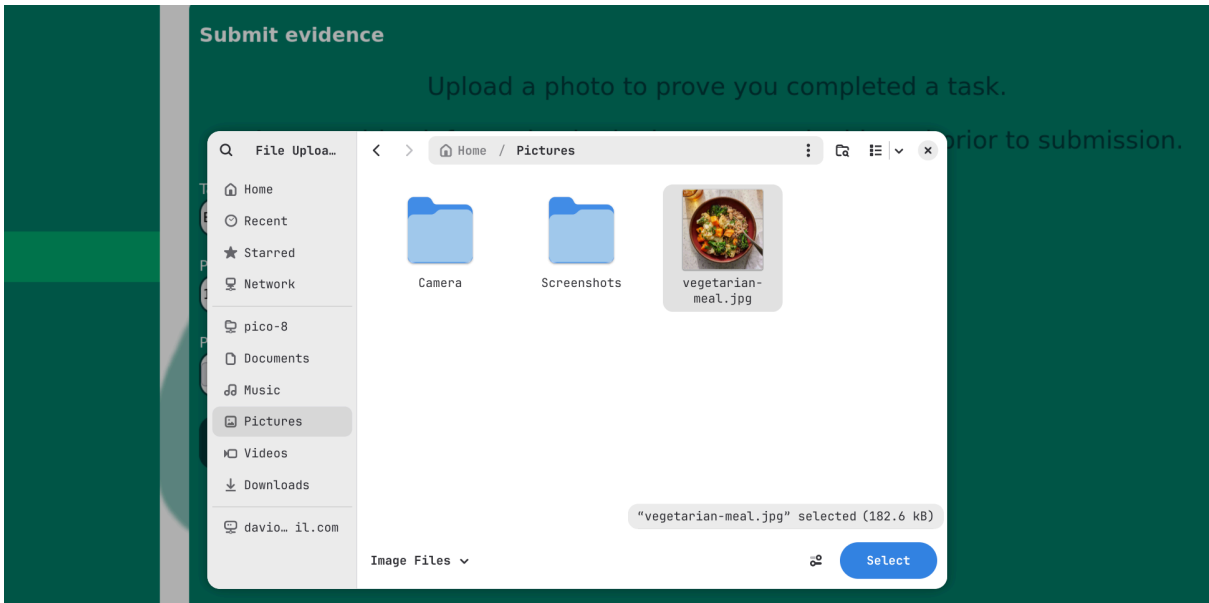 Submit evidence
Upload a photo to prove you completed a task.
prior to submission.
File Uploa…
Home / Pictures
Home
Recent
Starred
Network
pico-8
Documents
Music
Pictures
Videos
Downloads
davio… il.com
Camera
Screenshots
vegetarian-
meal.jpg
“vegetarian-meal.jpg” selected (182.6 kB)
Image Files
Select